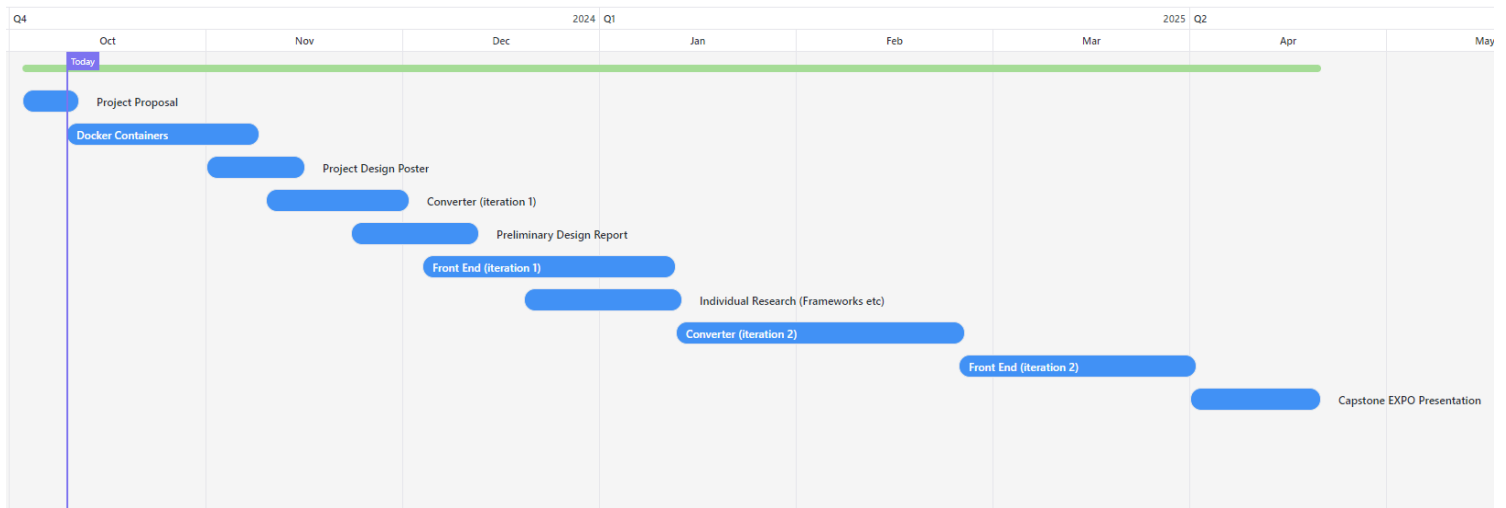 Q4 2024 Q1 2025 Q2
Oct Nov Dec Jan Feb Mar Apr May
Today
Project Proposal
Docker Containers
Project Design Poster
Converter (iteration 1)
Preliminary Design Report
Front End (iteration 1)
Individual Research (Frameworks etc)
Converter (iteration 2)
Front End (iteration 2)
Capstone EXPO Presentation